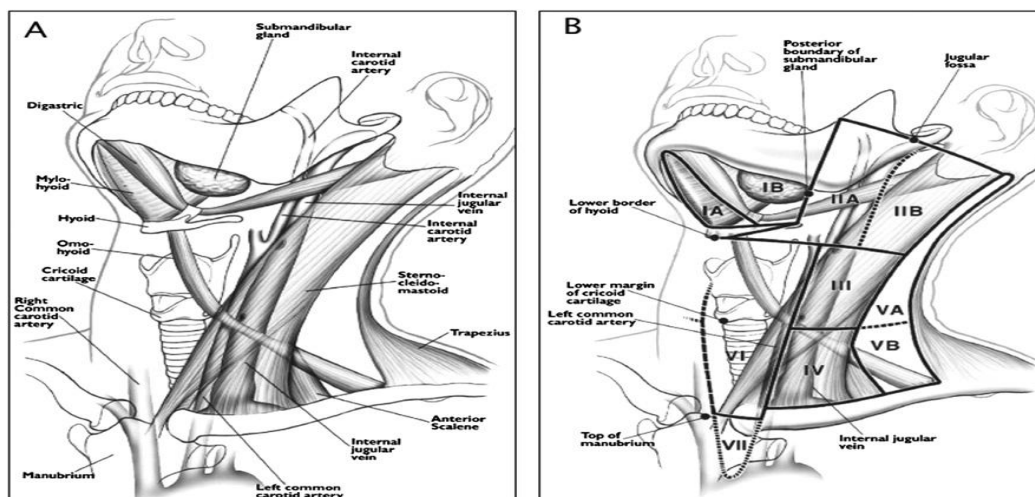 A
Submandibular
gland
Internal
carotid
artery
Digastric
Mylo-
hyoid
Hyoid
Omo-
hyoid
Cricoid
cartilage
Right
Common
carotid
artery
Manubrium
Internal
jugular
vein
Internal
carotid
artery
Sterno-
cleido-
mastoid
Trapezius
Anterior
Scalene
Internal
jugular
vein
Left common
carotid artery
B
Posterior
boundary of
submandibular
gland
Jugular
fossa
IB
IA
IIA
IIB
Lower border
of hyoid
III
Lower margin
of cricoid
cartilage
Left common
carotid artery
VA
VB
VI
IV
Top of
manubrium
VII
Internal jugular
vein